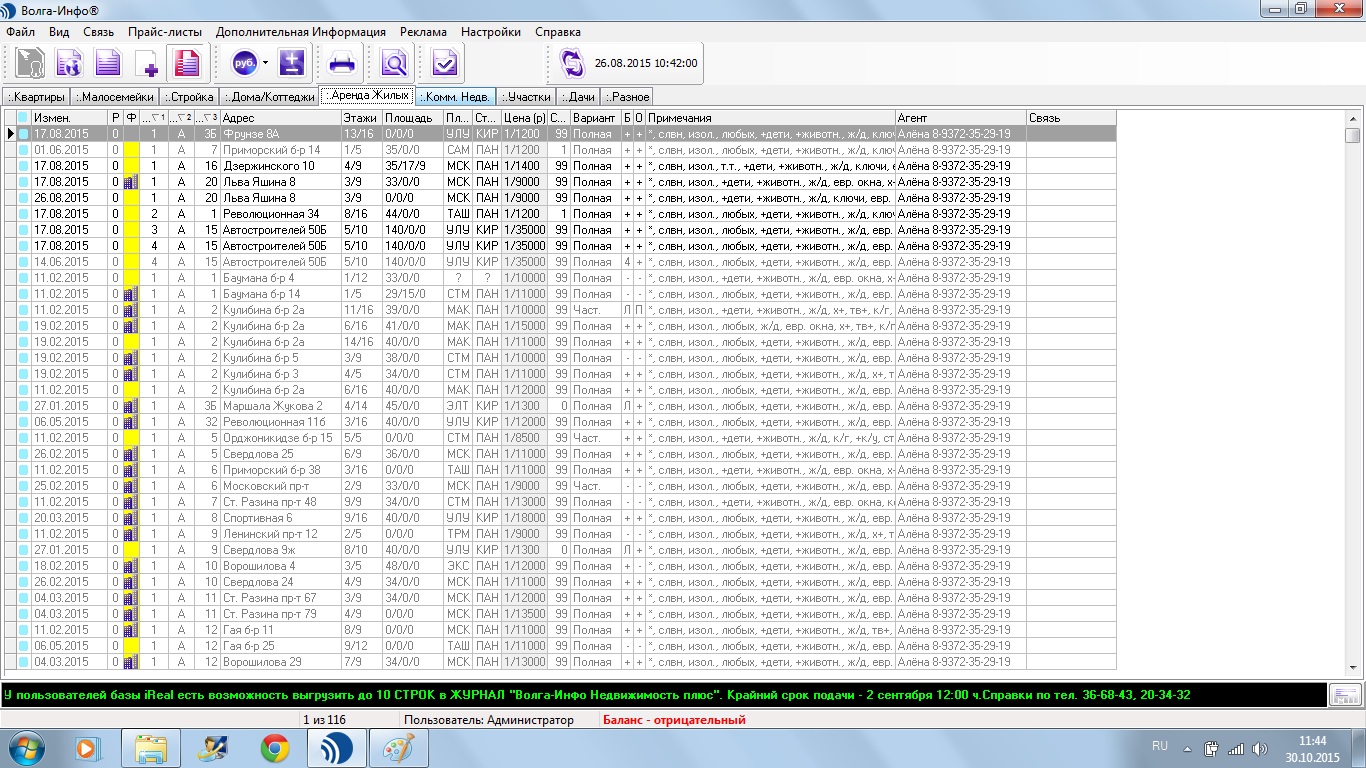 Волга-Инфо®
Файл Вид Связь Прайс-листы Дополнительная Информация Реклама Настройки Справка
руб. 26.08.2015 10:42:00
:.Квартиры :.Малосемейки :.Стройка :.Дома/Коттеджи :.Аренда Жилых :.Комм. Недв. :.Участки :.Дачи :.Разное
Измен. Р Ф ...▽1 ...▽2 ...▽3 Адрес Этажи Площадь Пл... Ст... Цена (р) С... Вариант Б О Примечания Агент Связь
17.08.2015 0 1 А 3Б Фрунзе 8А 13/16 0/0/0 УЛУ КИР 1/1200 99 Полная + + *, слвн, изол., любых, +дети, +животн., ж/д, клю Алёна 8-9372-35-29-19
01.06.2015 0 1 А 7 Приморский б-р 14 1/5 35/0/0 САМ ПАН 1/1200 1 Полная + + *, слвн, изол., любых, +дети, +животн., ж/д, евр. Алёна 8-9372-35-29-19
17.08.2015 0 1 А 16 Дзержинского 10 4/9 35/17/9 МСК ПАН 1/1400 99 Полная + + *, слвн, изол., т.т., +дети, +животн., ж/д, ключи, Алёна 8-9372-35-29-19
17.08.2015 0 1 А 20 Льва Яшина 8 3/9 33/0/0 МСК ПАН 1/9000 99 Полная + + *, слвн, изол., +дети, +животн., ж/д, евр. окна, х Алёна 8-9372-35-29-19
26.08.2015 0 1 А 20 Льва Яшина 8 3/9 0/0/0 МСК ПАН 1/9000 99 Полная + + *, слвн, изол., +дети, +животн., ж/д, ключи, евр. Алёна 8-9372-35-29-19
17.08.2015 0 2 А 1 Революционная 34 8/16 44/0/0 ТАШ ПАН 1/1200 1 Полная + + *, слвн, изол., любых, +дети, +животн., ж/д, клю Алёна 8-9372-35-29-19
17.08.2015 0 3 А 15 Автостроителей 50Б 5/10 140/0/0 УЛУ КИР 1/35000 99 Полная + + *, слвн, изол., любых, +дети, +животн., ж/д, евр. Алёна 8-9372-35-29-19
17.08.2015 0 4 А 15 Автостроителей 50Б 5/10 140/0/0 УЛУ КИР 1/35000 99 Полная + + *, слвн, изол., любых, +дети, +животн., ж/д, евр. Алёна 8-9372-35-29-19
14.06.2015 0 4 А 15 Автостроителей 50Б 5/10 140/0/0 УЛУ КИР 1/35000 99 Полная 4 + *, слвн, изол., любых, +дети, +животн., ж/д, евр. Алёна 8-9372-35-29-19
11.02.2015 0 1 А 1 Баумана б-р 4 1/12 33/0/0 ? ? 1/10000 99 Полная - - *, слвн, изол., +дети, +животн., ж/д, евр. окна, х Алёна 8-9372-35-29-19
11.02.2015 0 1 А 1 Баумана б-р 14 1/5 29/15/0 СТМ ПАН 1/11000 99 Полная - - *, слвн, изол., любых, +дети, +животн., ж/д, евр. Алёна 8-9372-35-29-19
11.02.2015 0 1 А 2 Кулибина б-р 2а 11/16 39/0/0 МАК ПАН 1/10000 99 Част. Л П *, слвн, изол., +дети, +животн., ж/д, х+, тв+, к/г, Алёна 8-9372-35-29-19
19.02.2015 0 1 А 2 Кулибина б-р 2а 6/16 41/0/0 МАК ПАН 1/15000 99 Полная + + *, слвн, изол., любых, ж/д, евр. окна, х+, тв+, к/г Алёна 8-9372-35-29-19
19.02.2015 0 1 А 2 Кулибина б-р 2а 14/16 40/0/0 МАК ПАН 1/11000 99 Полная + + *, слвн, изол., любых, +дети, +животн., ж/д, евр. Алёна 8-9372-35-29-19
19.02.2015 0 1 А 2 Кулибина б-р 5 3/9 38/0/0 СТМ ПАН 1/10000 99 Полная - - *, слвн, изол., любых, +дети, +животн., ж/д, евр. Алёна 8-9372-35-29-19
19.02.2015 0 1 А 2 Кулибина б-р 3 4/5 34/0/0 СТМ ПАН 1/11000 99 Полная - - *, слвн, изол., любых, +дети, +животн., ж/д, х+, т Алёна 8-9372-35-29-19
11.02.2015 0 1 А 2 Кулибина б-р 2а 6/16 40/0/0 МАК ПАН 1/12000 99 Полная + + *, слвн, изол., любых, +дети, +животн., ж/д, евр. Алёна 8-9372-35-29-19
27.01.2015 0 1 А 3Б Маршала Жукова 2 4/14 45/0/0 ЭЛТ КИР 1/1300 0 Полная Л + *, слвн, изол., любых, +дети, +животн., ж/д, евр. Алёна 8-9372-35-29-19
06.05.2015 0 1 А 32 Революционная 11б 3/16 40/0/0 УЛУ КИР 1/12000 99 Полная + + *, слвн, изол., любых, +дети, +животн., ж/д, евр. Алёна 8-9372-35-29-19
11.02.2015 0 1 А 5 Орджоникидзе б-р 15 5/5 0/0/0 СТМ ПАН 1/8500 99 Част. + + *, слвн, изол., +дети, +животн., ж/д, к/г, +к/у, ст Алёна 8-9372-35-29-19
26.02.2015 0 1 А 5 Свердлова 25 6/9 36/0/0 МСК ПАН 1/11000 99 Полная + + *, слвн, изол., любых, +дети, +животн., ж/д, евр. Алёна 8-9372-35-29-19
11.02.2015 0 1 А 6 Приморский б-р 38 3/16 0/0/0 ТАШ ПАН 1/11000 99 Полная + + *, слвн, изол., +дети, +животн., ж/д, евр. окна, х Алёна 8-9372-35-29-19
25.02.2015 0 1 А 6 Московский пр-т 2/9 33/0/0 МСК ПАН 1/9000 99 Част. - - *, слвн, изол., любых, +дети, +животн., ж/д, евр. Алёна 8-9372-35-29-19
11.02.2015 0 1 А 7 Ст. Разина пр-т 48 9/9 34/0/0 СТМ ПАН 1/13000 99 Полная - - *, слвн, изол., +дети, +животн., ж/д, евр. окна, к Алёна 8-9372-35-29-19
20.03.2015 0 1 А 8 Спортивная 6 9/16 40/0/0 УЛУ КИР 1/18000 99 Полная + + *, слвн, изол., любых, +дети, +животн., ж/д, евр. Алёна 8-9372-35-29-19
11.02.2015 0 1 А 9 Ленинский пр-т 12 2/5 0/0/0 ТРМ ПАН 1/9000 99 Полная - - *, слвн, изол., любых, +дети, +животн., ж/д, х+, т Алёна 8-9372-35-29-19
27.01.2015 0 1 А 9 Свердлова 9ж 8/10 40/0/0 УЛУ КИР 1/1300 0 Полная Л + *, слвн, изол., любых, +дети, +животн., ж/д, евр. Алёна 8-9372-35-29-19
18.02.2015 0 1 А 10 Ворошилова 4 3/5 48/0/0 ЭКС ПАН 1/12000 99 Полная + - *, слвн, изол., любых, +дети, +животн., ж/д, евр. Алёна 8-9372-35-29-19
26.02.2015 0 1 А 10 Свердлова 24 4/9 34/0/0 МСК ПАН 1/11000 99 Полная + + *, слвн, изол., любых, +дети, +животн., ж/д, евр. Алёна 8-9372-35-29-19
04.03.2015 0 1 А 11 Ст. Разина пр-т 67 3/9 34/0/0 МСК ПАН 1/12000 99 Полная + + *, слвн, изол., любых, +дети, +животн., ж/д, евр. Алёна 8-9372-35-29-19
04.03.2015 0 1 А 11 Ст. Разина пр-т 79 4/9 0/0/0 МСК ПАН 1/13500 99 Полная + + *, слвн, изол., любых, +дети, +животн., ж/д, евр. Алёна 8-9372-35-29-19
11.02.2015 0 1 А 12 Гая б-р 11 8/9 0/0/0 МСК ПАН 1/11000 99 Полная + + *, слвн, изол., любых, +дети, +животн., ж/д, тв+, Алёна 8-9372-35-29-19
06.05.2015 0 1 А 12 Гая б-р 25 9/12 0/0/0 ТАШ ПАН 1/11000 99 Полная - - *, слвн, изол., любых, +дети, +животн., ж/д, евр. Алёна 8-9372-35-29-19
04.03.2015 0 1 А 12 Ворошилова 29 7/9 34/0/0 МСК ПАН 1/13000 99 Полная + + *, слвн, изол., любых, +дети, +животн., ж/д, евр. Алёна 8-9372-35-29-19
У пользователей базы iReal есть возможность выгрузить до 10 СТРОК в ЖУРНАЛ "Волга-Инфо Недвижимость плюс". Крайний срок подачи - 2 сентября 12:00 ч.Справки по тел. 36-68-43, 20-34-32
1 из 116 Пользователь: Администратор Баланс - отрицательный
RU 11:44
30.10.2015